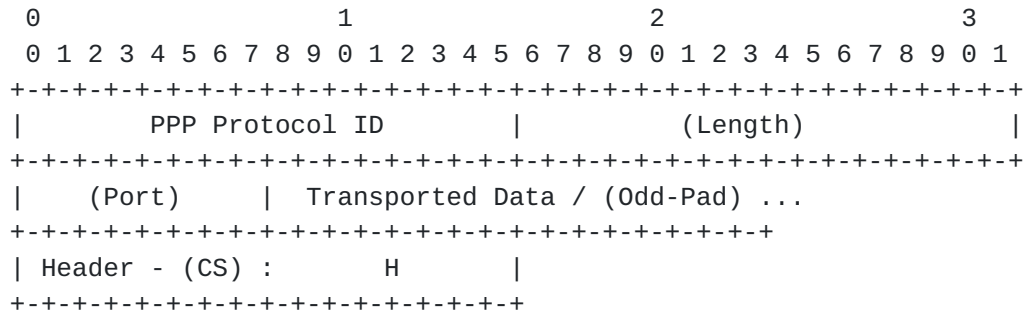 0                   1                   2                   3
 0 1 2 3 4 5 6 7 8 9 0 1 2 3 4 5 6 7 8 9 0 1 2 3 4 5 6 7 8 9 0 1
+-+-+-+-+-+-+-+-+-+-+-+-+-+-+-+-+-+-+-+-+-+-+-+-+-+-+-+-+-+-+-+-+
|        PPP Protocol ID        |          (Length)             |
+-+-+-+-+-+-+-+-+-+-+-+-+-+-+-+-+-+-+-+-+-+-+-+-+-+-+-+-+-+-+-+-+
|    (Port)     |  Transported Data / (Odd-Pad) ...
+-+-+-+-+-+-+-+-+-+-+-+-+-+-+-+-+-+-+-+-+-+-+-+-+
| Header - (CS) :       H       |
+-+-+-+-+-+-+-+-+-+-+-+-+-+-+-+-+